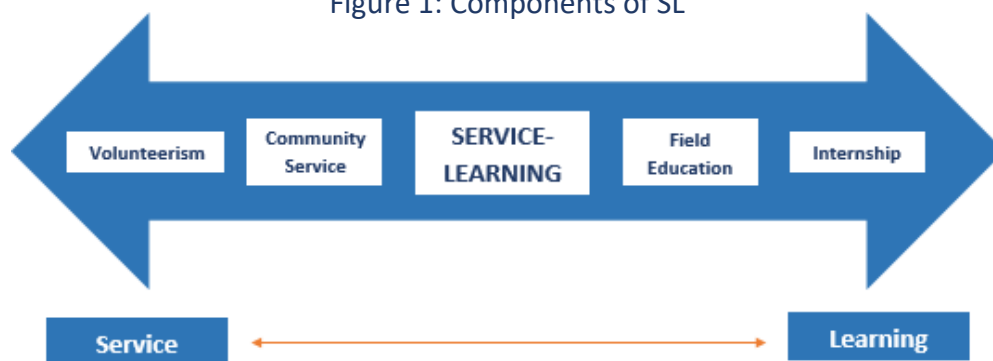 Figure 1: Components of SL
Volunteerism
Community
Service
SERVICE-
LEARNING
Field
Education
Internship
Service
Learning